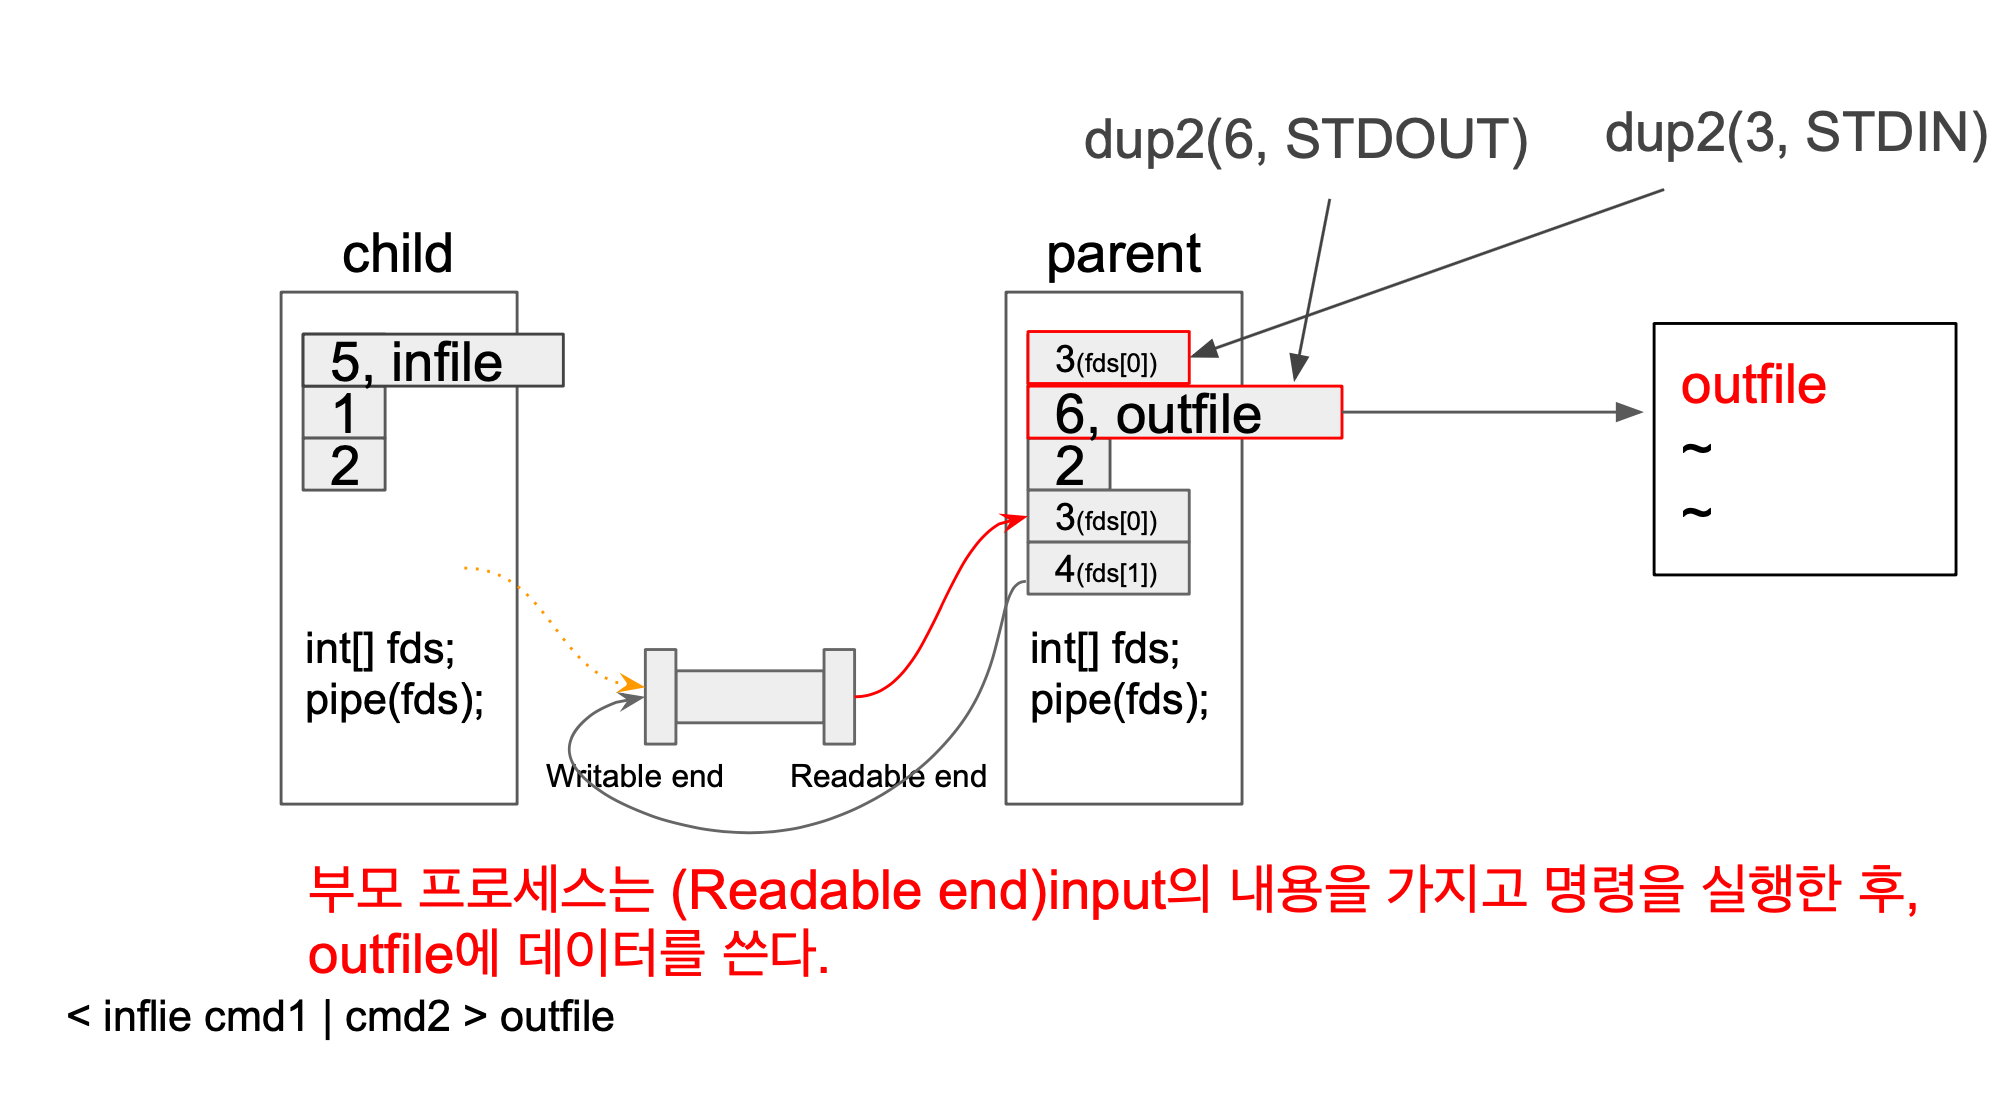 dup2(6, STDOUT)
dup2(3, STDIN)
child
parent
5, infile
1
2
3(fds[0])
6, outfile
2
3(fds[0])
4(fds[1])
outfile
~
~
int[] fds;
pipe(fds);
int[] fds;
pipe(fds);
Writable end
Readable end
부모 프로세스는 (Readable end)input의 내용을 가지고 명령을 실행한 후,
outfile에 데이터를 쓴다.
< inflie cmd1 | cmd2 > outfile